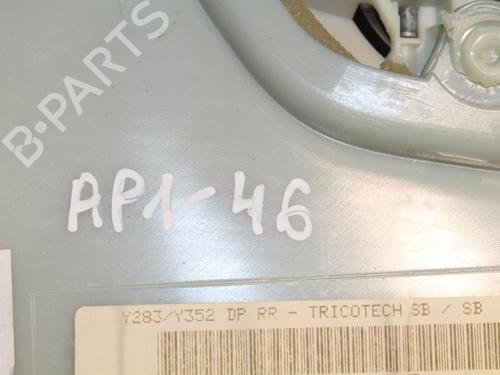 B-PARTS
AP1-46
Y283/Y352 DP RR - TRICOTECH SB / SB